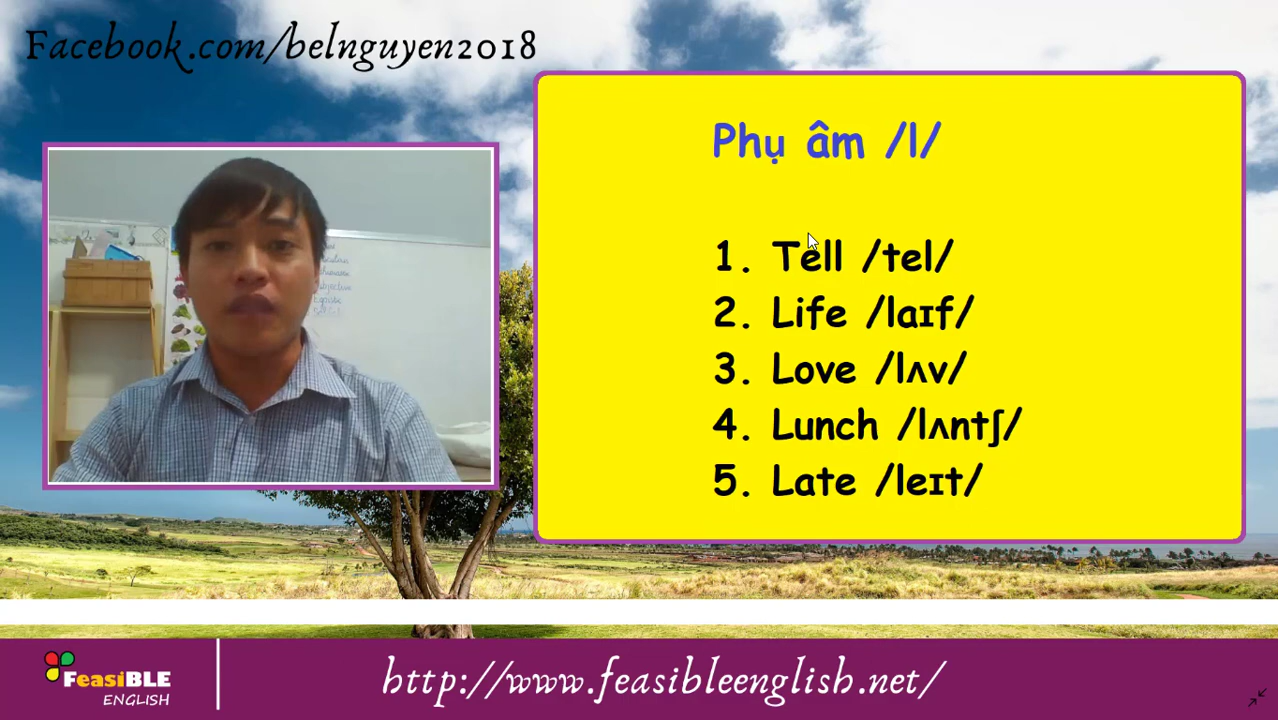 Facebook.com/belnguyen2018
Phụ âm /l/
1. Tell /tel/
2. Life /laɪf/
3. Love /lʌv/
4. Lunch /lʌntʃ/
5. Late /leɪt/
FeasiBLE
ENGLISH
http://www.feasibleenglish.net/